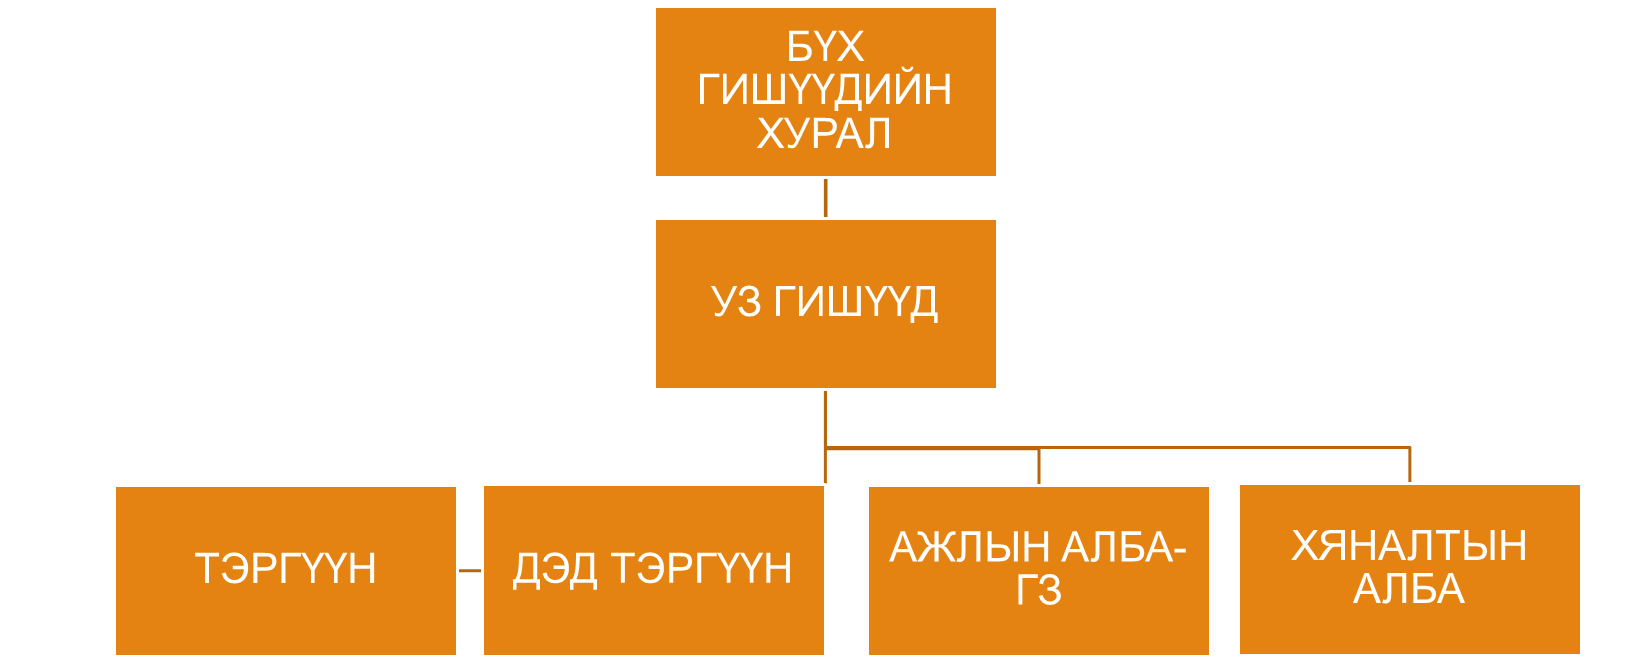 БҮХ
ГИШҮҮДИЙН
ХУРАЛ
УЗ ГИШҮҮД
ТЭРГҮҮН
ДЭД ТЭРГҮҮН
АЖЛЫН АЛБА-
ГЗ
ХЯНАЛТЫН
АЛБА